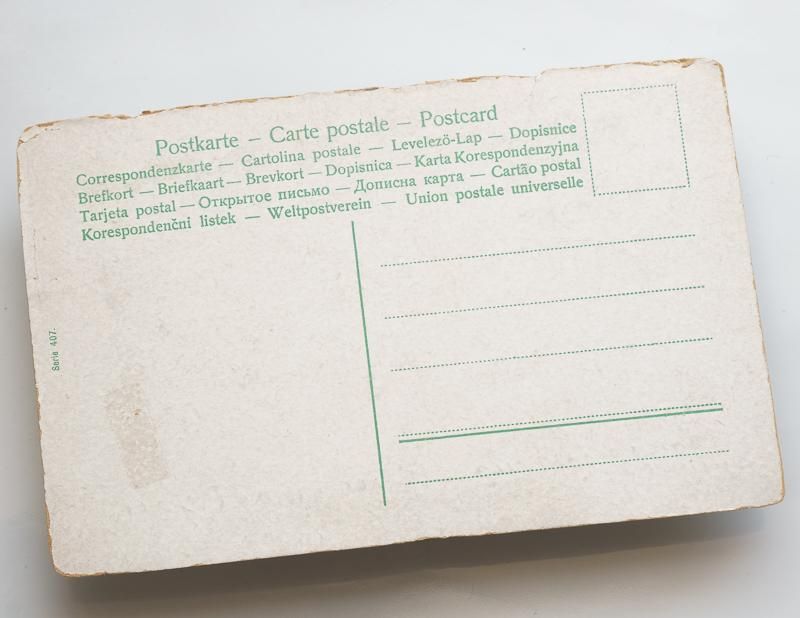 Postkarte – Carte postale – Postcard
Correspondenzkarte — Cartolina postale — Levelezö-Lap — Dopisnice
Brefkort — Briefkaart — Brevkort — Dopisnica — Karta Korespondenzyjna
Tarjeta postal — Открытое письмо — Дописна карта — Cartão postal
Korespondenčni listek — Weltpostverein — Union postale universelle
Seria 407.